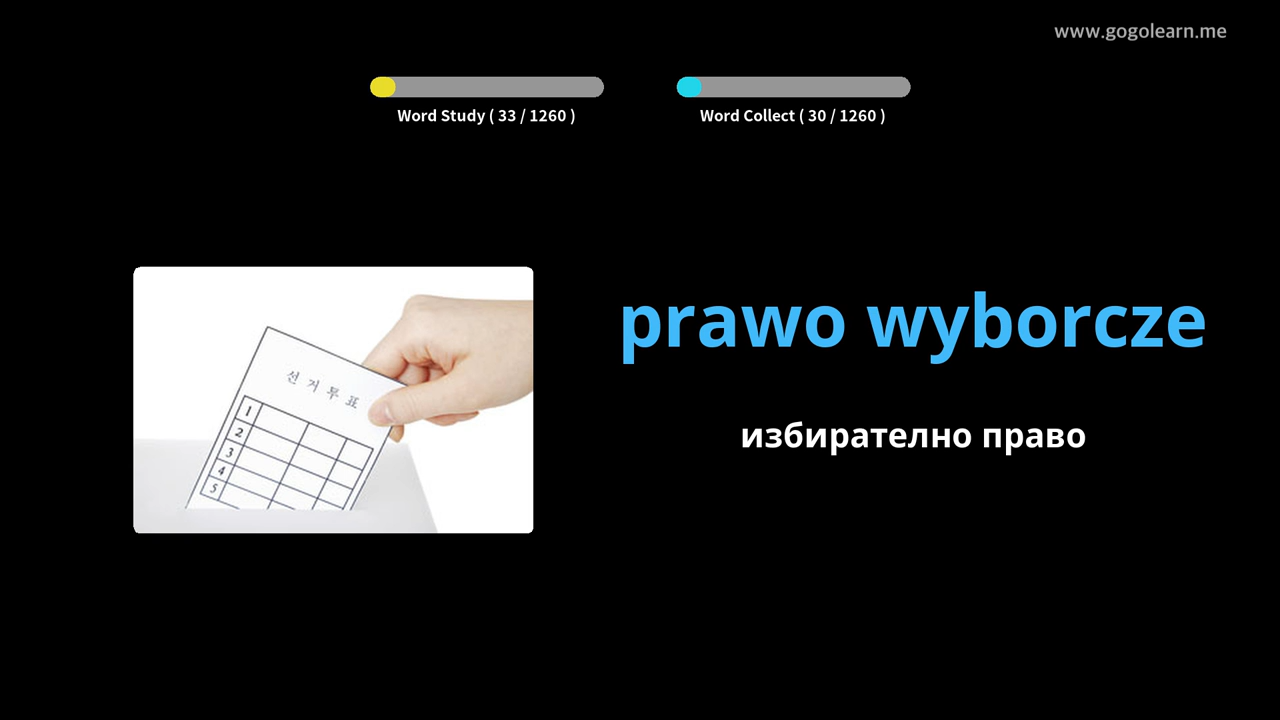 www.gogolearn.me
Word Study ( 33 / 1260 )
Word Collect ( 30 / 1260 )
prawo wyborcze
избирателно право
선거투표
1
2
3
4
5